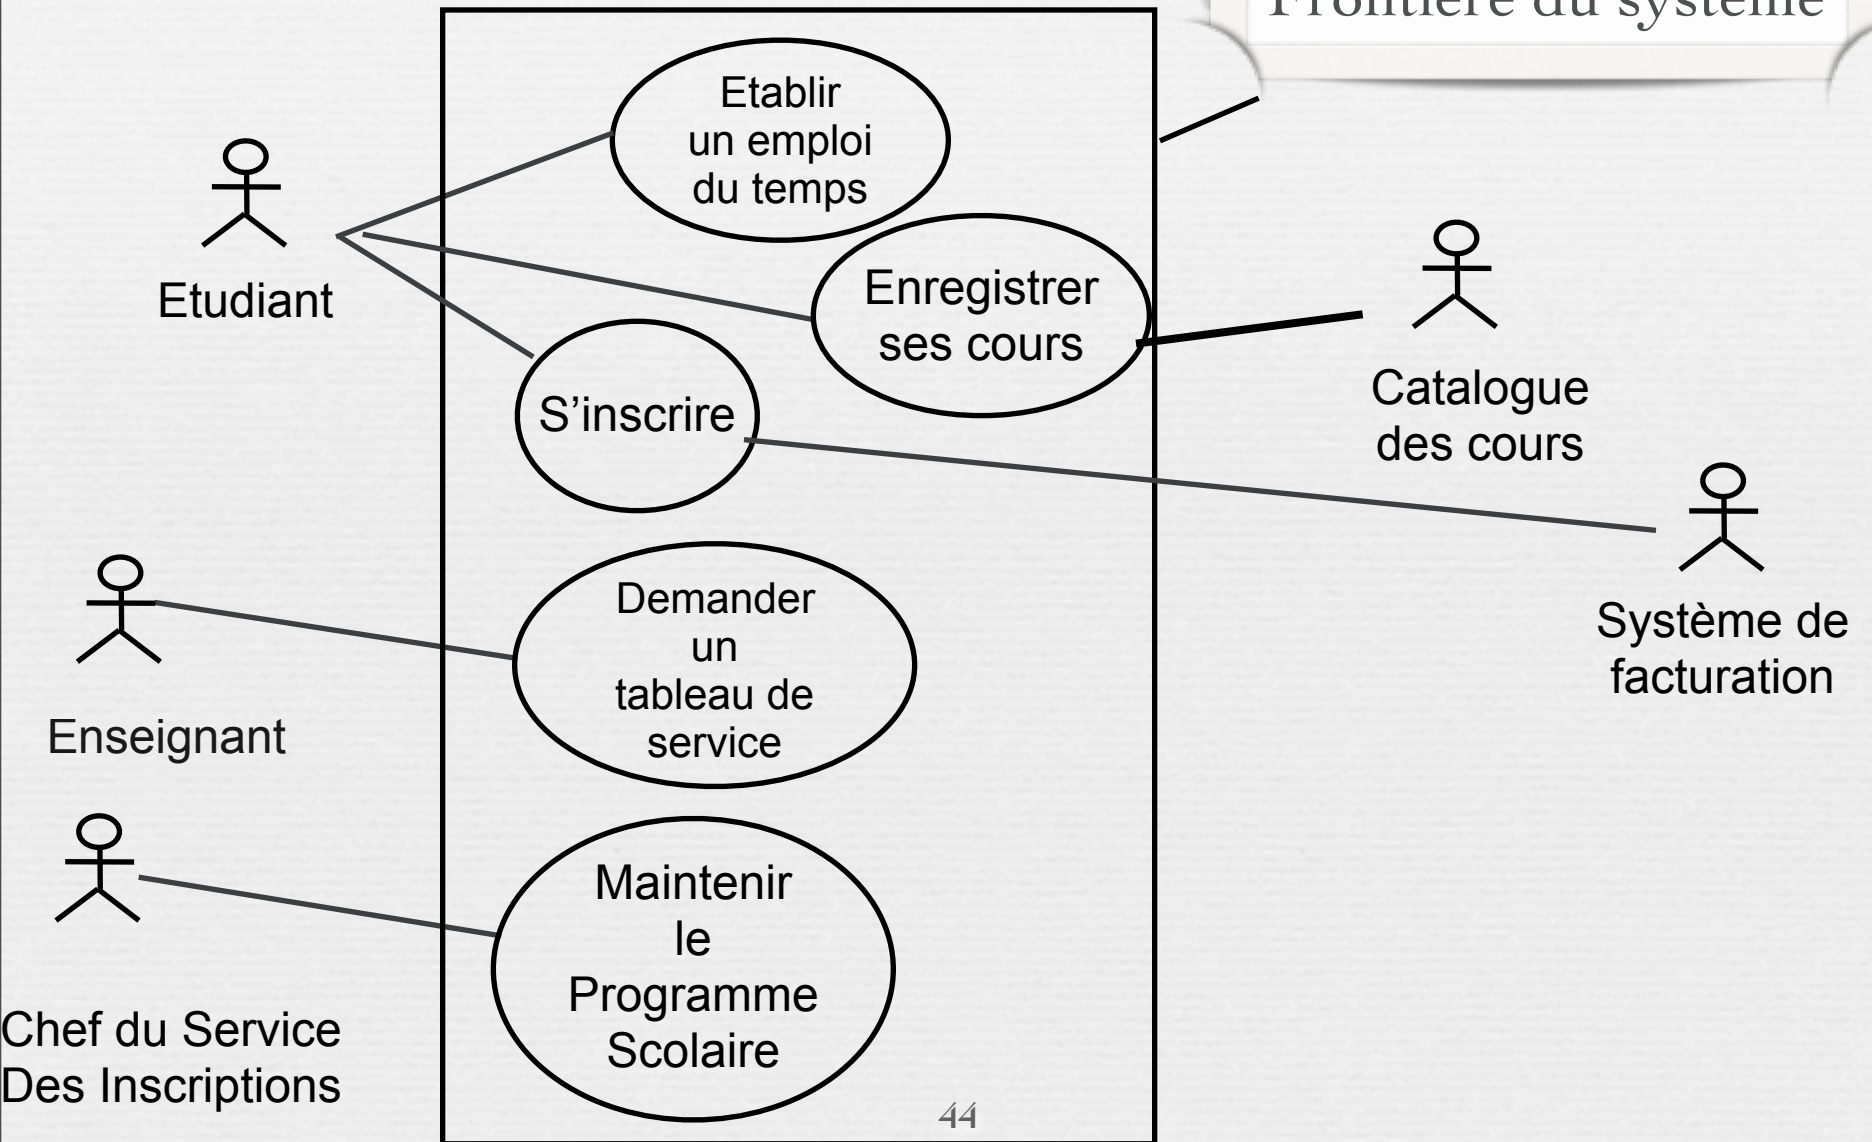 Frontière du système
Etablir
un emploi
du temps
Etudiant
Enregistrer
ses cours
Catalogue
des cours
S’inscrire
Système de
facturation
Demander
un
tableau de
service
Enseignant
Maintenir
le
Programme
Scolaire
Chef du Service
Des Inscriptions
44